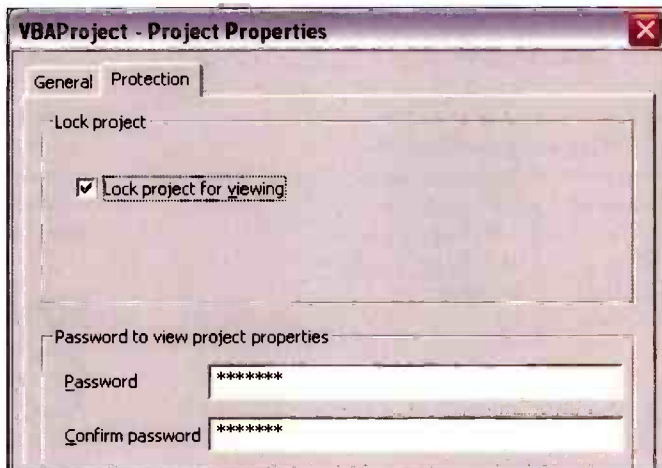 VBAProject - Project Properties
General Protection
Lock project
Lock project for viewing
Password to view project properties
Password *******
Confirm password *******